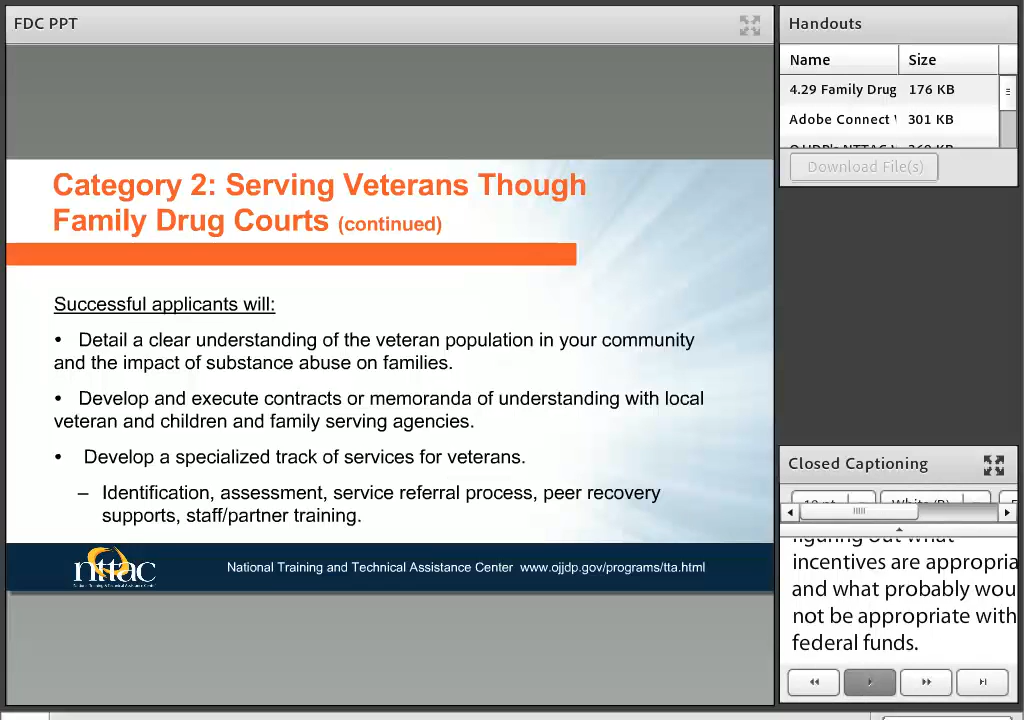 FDC PPT
Category 2: Serving Veterans Though
Family Drug Courts (continued)
Successful applicants will:
• Detail a clear understanding of the veteran population in your community
and the impact of substance abuse on families.
• Develop and execute contracts or memoranda of understanding with local
veteran and children and family serving agencies.
• Develop a specialized track of services for veterans.
– Identification, assessment, service referral process, peer recovery
supports, staff/partner training.
nttac
National Training and Technical Assistance Center www.ojjdp.gov/programs/tta.html
Handouts
Name Size
4.29 Family Drug 176 KB
Adobe Connect 301 KB
Download File(s)
Closed Captioning
figuring out what
incentives are appropria
and what probably wou
not be appropriate with
federal funds.